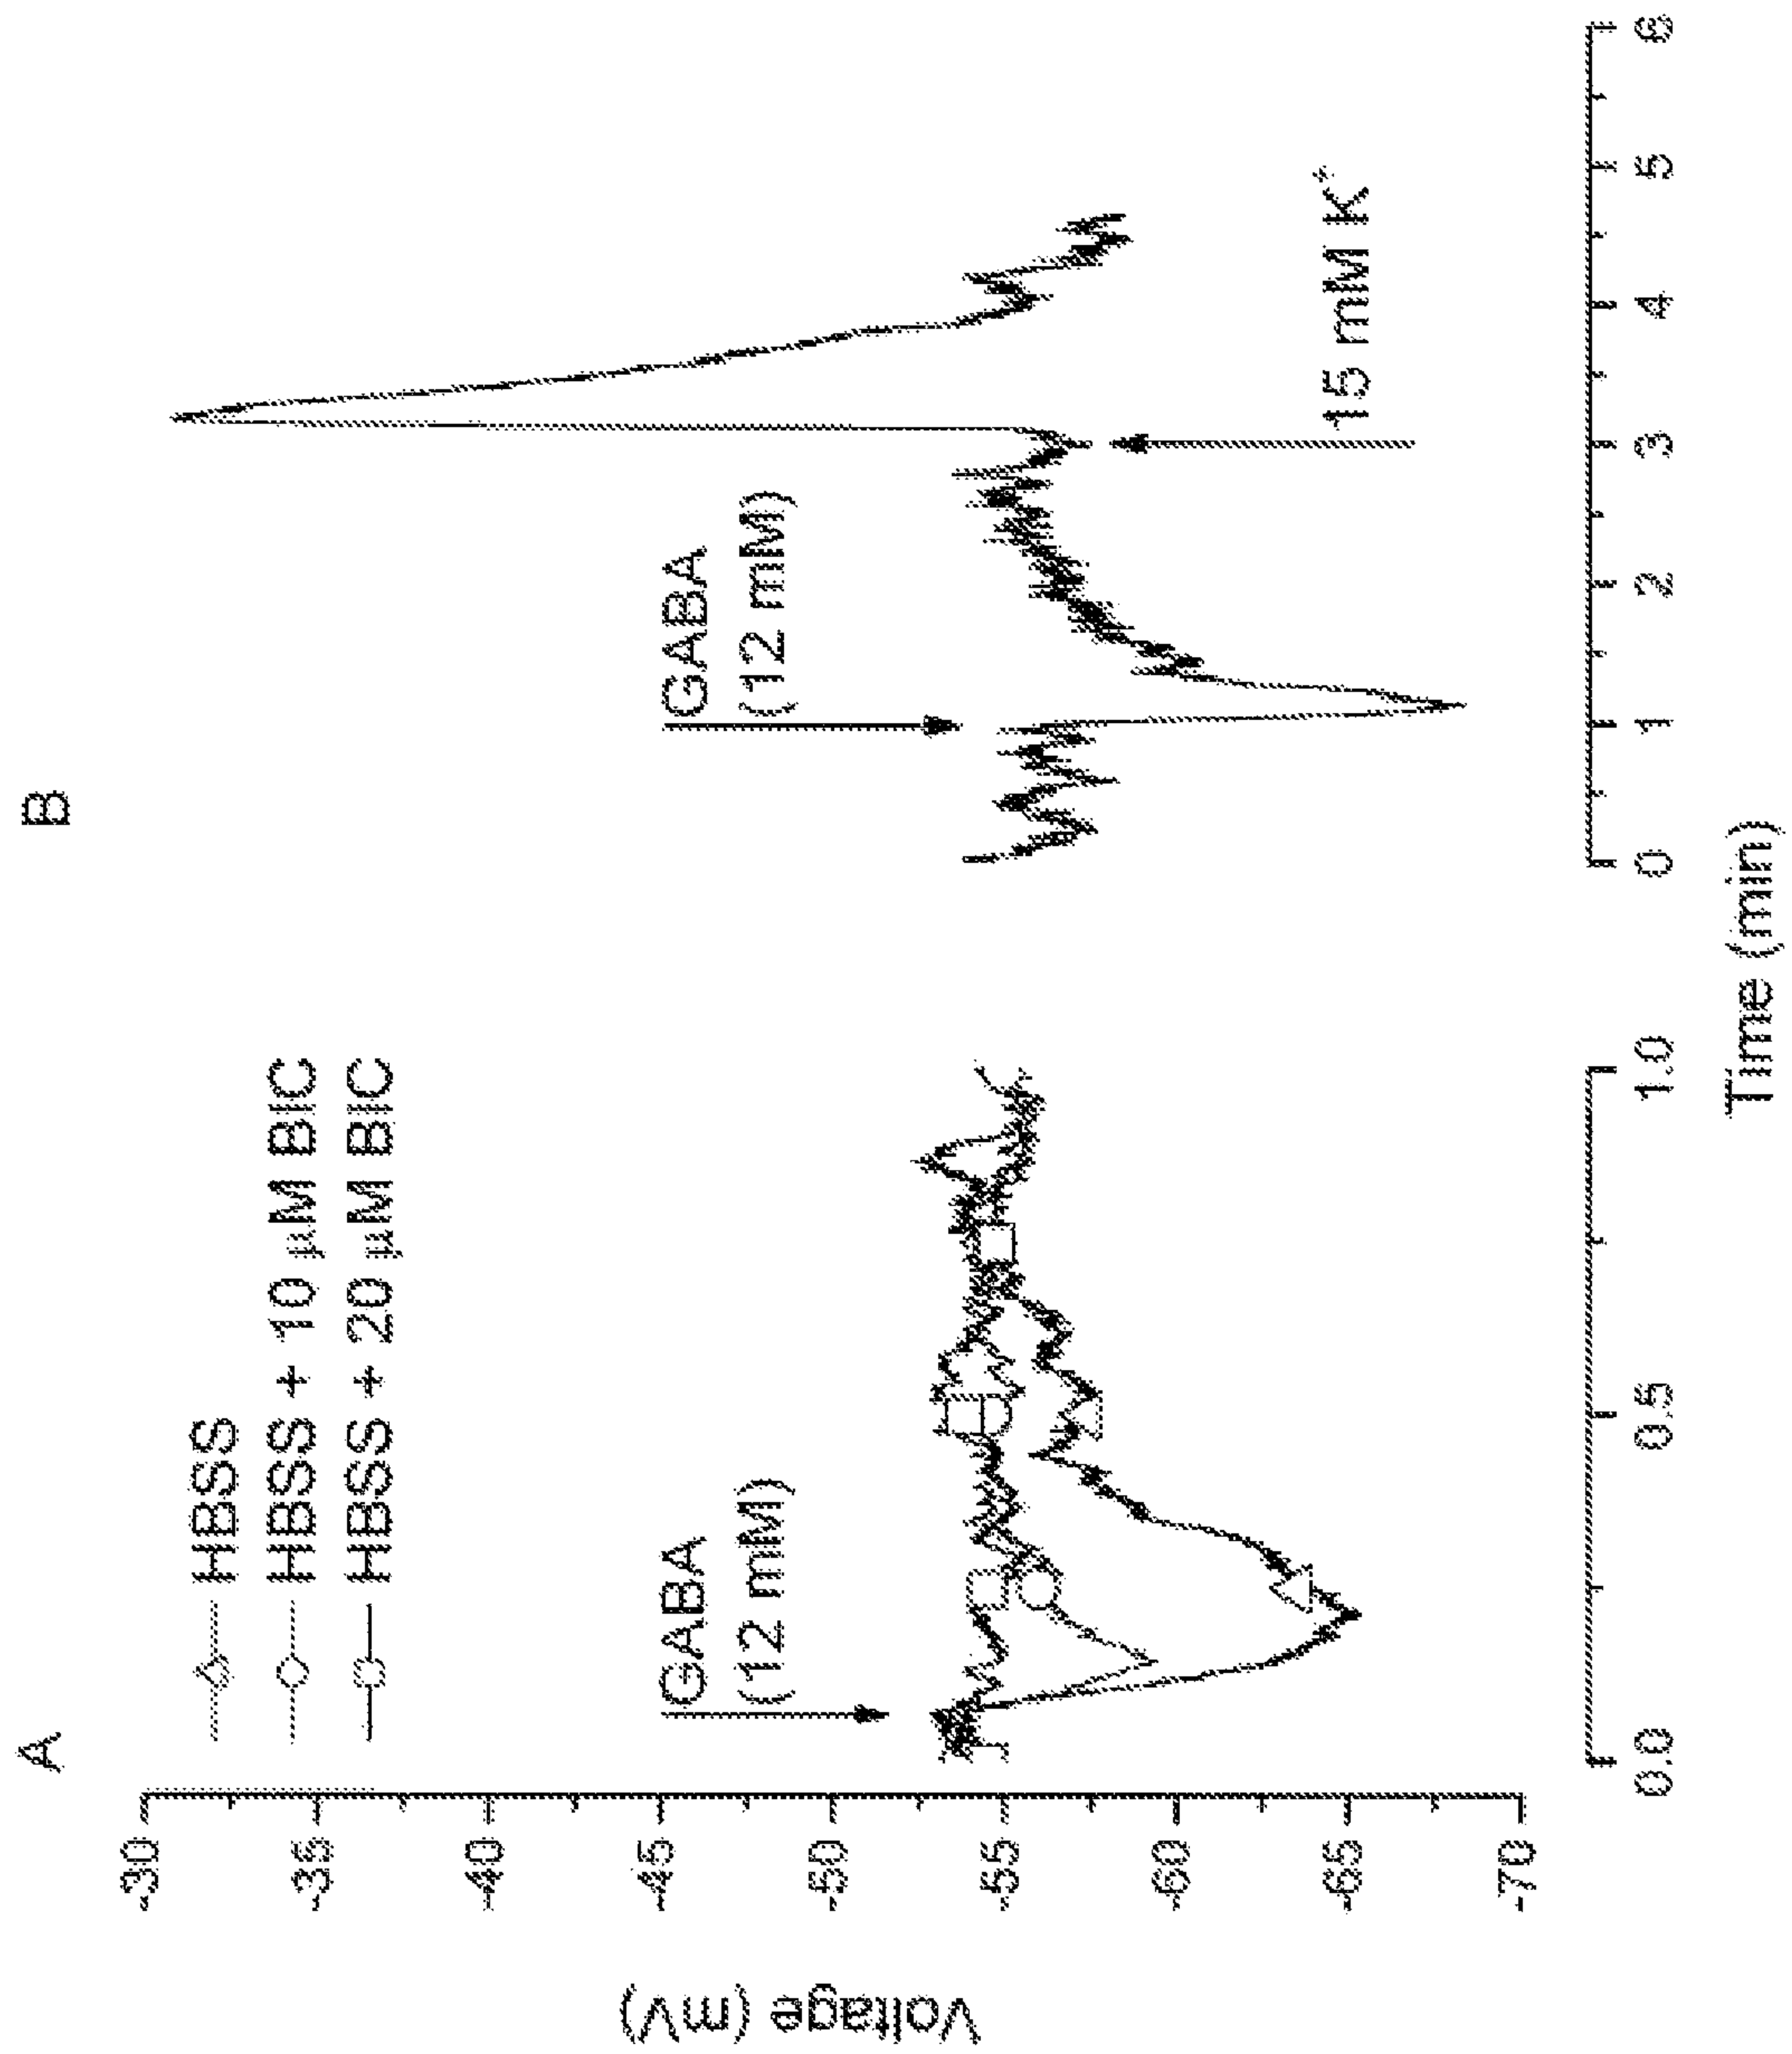 A
B
HBSS
HBSS + 10 µM BIC
HBSS + 20 µM BIC
GABA
(12 mM)
GABA
(12 mM)
15 mM K⁺
Voltage (mV)
-30
-35
-40
-45
-50
-55
-60
-65
-70
0.0
0.5
1.0
0
1
2
3
4
5
6
Time (min)